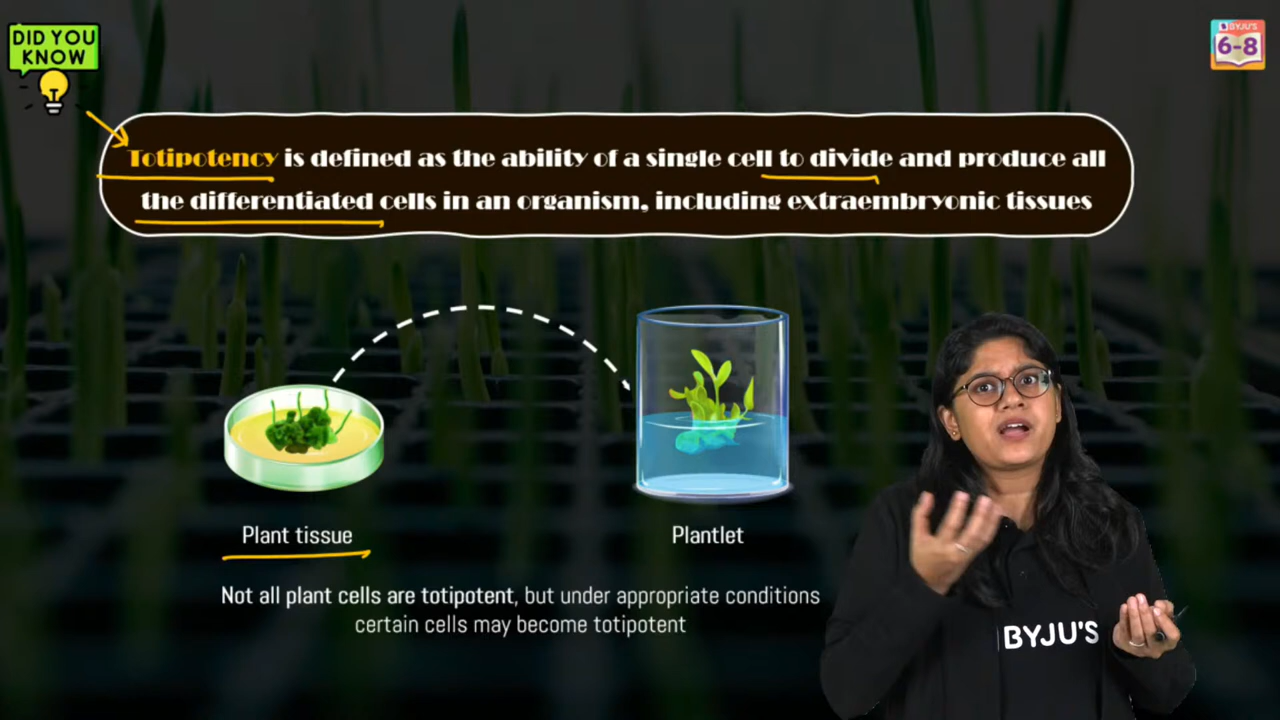 DID YOU
KNOW
BYJU'S
6-8
Totipotency is defined as the ability of a single cell to divide and produce all
the differentiated cells in an organism, including extraembryonic tissues
Plant tissue
Plantlet
Not all plant cells are totipotent, but under appropriate conditions
certain cells may become totipotent
BYJU'S